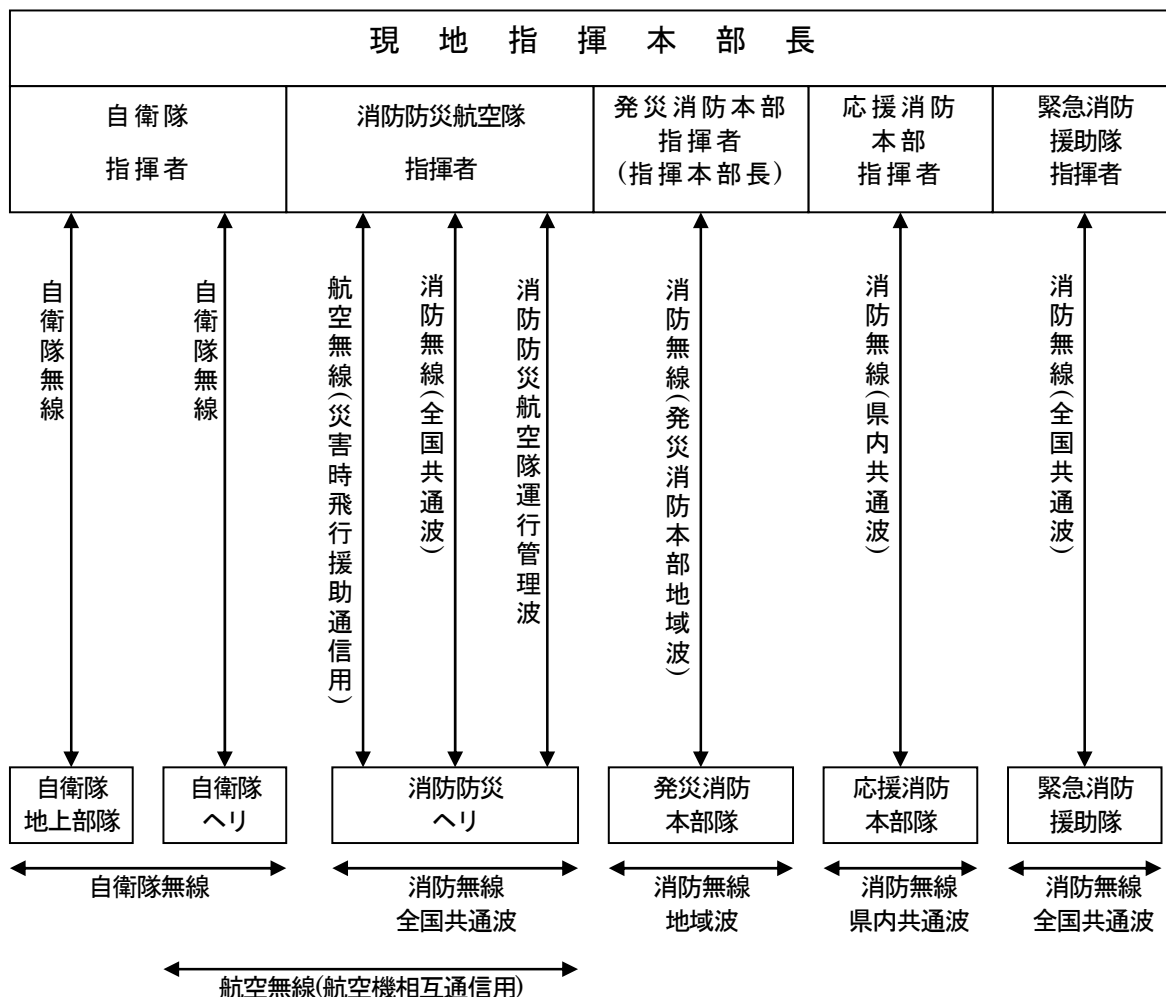 現地指揮本部長
自衛隊
指揮者
消防防災航空隊
指揮者
発災消防本部
指揮者
(指揮本部長)
応援消防
本部
指揮者
緊急消防
援助隊
指揮者
自衛隊無線
自衛隊無線
航空無線(災害時飛行援助通信用)
消防無線(全国共通波)
消防防災航空隊運行管理波
消防無線(発災消防本部地域波)
消防無線(県内共通波)
消防無線(全国共通波)
自衛隊
地上部隊
自衛隊
ヘリ
消防防災
ヘリ
発災消防
本部隊
応援消防
本部隊
緊急消防
援助隊
自衛隊無線
消防無線
全国共通波
消防無線
地域波
消防無線
県内共通波
消防無線
全国共通波
航空無線(航空機相互通信用)